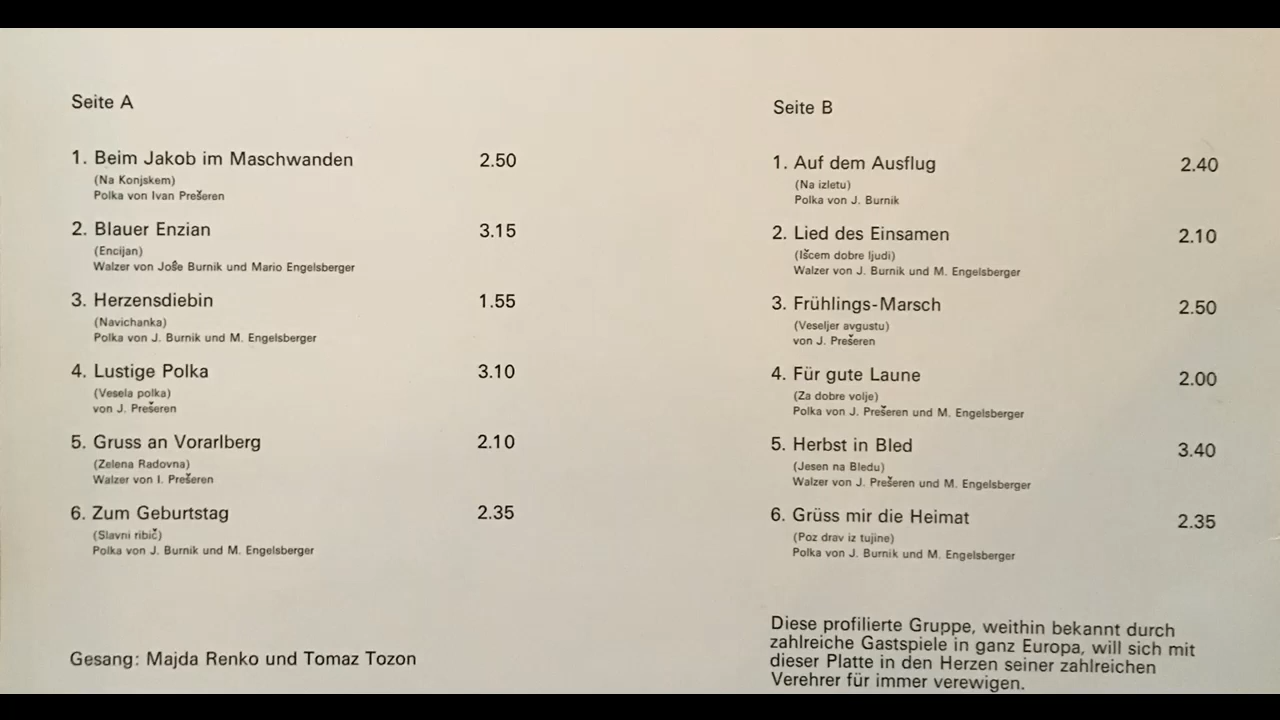 Seite A
1. Beim Jakob im Maschwanden 2.50
(Na Konjskem)
Polka von Ivan Prešeren
2. Blauer Enzian 3.15
(Encijan)
Walzer von Jośe Burnik und Mario Engelsberger
3. Herzensdiebin 1.55
(Navichanka)
Polka von J. Burnik und M. Engelsberger
4. Lustige Polka 3.10
(Vesela polka)
von J. Prešeren
5. Gruss an Vorarlberg 2.10
(Zelena Radovna)
Walzer von I. Prešeren
6. Zum Geburtstag 2.35
(Slavni ribič)
Polka von J. Burnik und M. Engelsberger
Gesang: Majda Renko und Tomaz Tozon
Seite B
1. Auf dem Ausflug 2.40
(Na izletu)
Polka von J. Burnik
2. Lied des Einsamen 2.10
(Išcem dobre ljudi)
Walzer von J. Burnik und M. Engelsberger
3. Frühlings-Marsch 2.50
(Veseljer avgustu)
von J. Prešeren
4. Für gute Laune 2.00
(Za dobre volje)
Polka von J. Prešeren und M. Engelsberger
5. Herbst in Bled 3.40
(Jesen na Bledu)
Walzer von J. Prešeren und M. Engelsberger
6. Grüss mir die Heimat 2.35
(Poz drav iz tujine)
Polka von J. Burnik und M. Engelsberger
Diese profilierte Gruppe, weithin bekannt durch
zahlreiche Gastspiele in ganz Europa, will sich mit
dieser Platte in den Herzen seiner zahlreichen
Verehrer für immer verewigen.